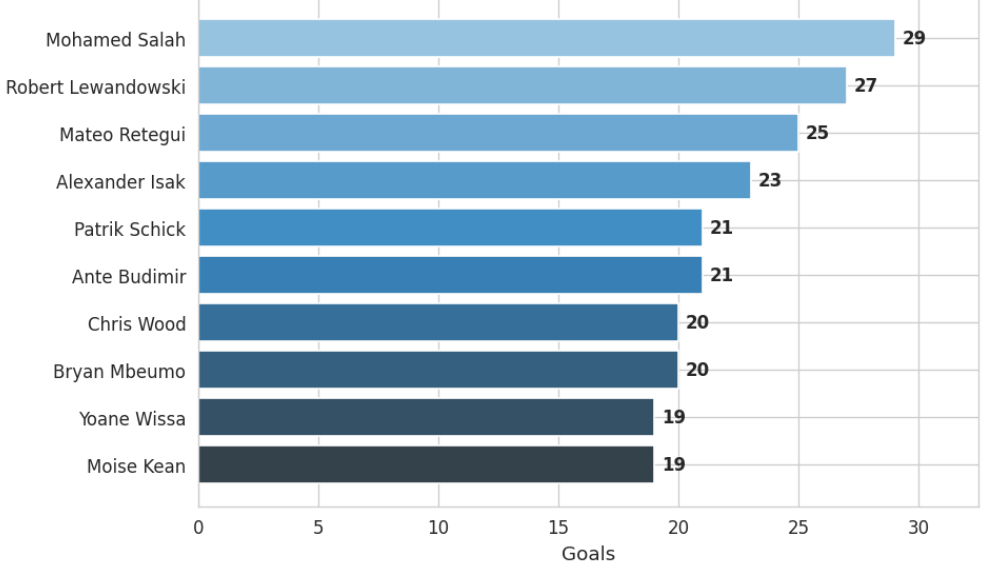 Mohamed Salah 29
Robert Lewandowski 27
Mateo Retegui 25
Alexander Isak 23
Patrik Schick 21
Ante Budimir 21
Chris Wood 20
Bryan Mbeumo 20
Yoane Wissa 19
Moise Kean 19
0 5 10 15 20 25 30
Goals